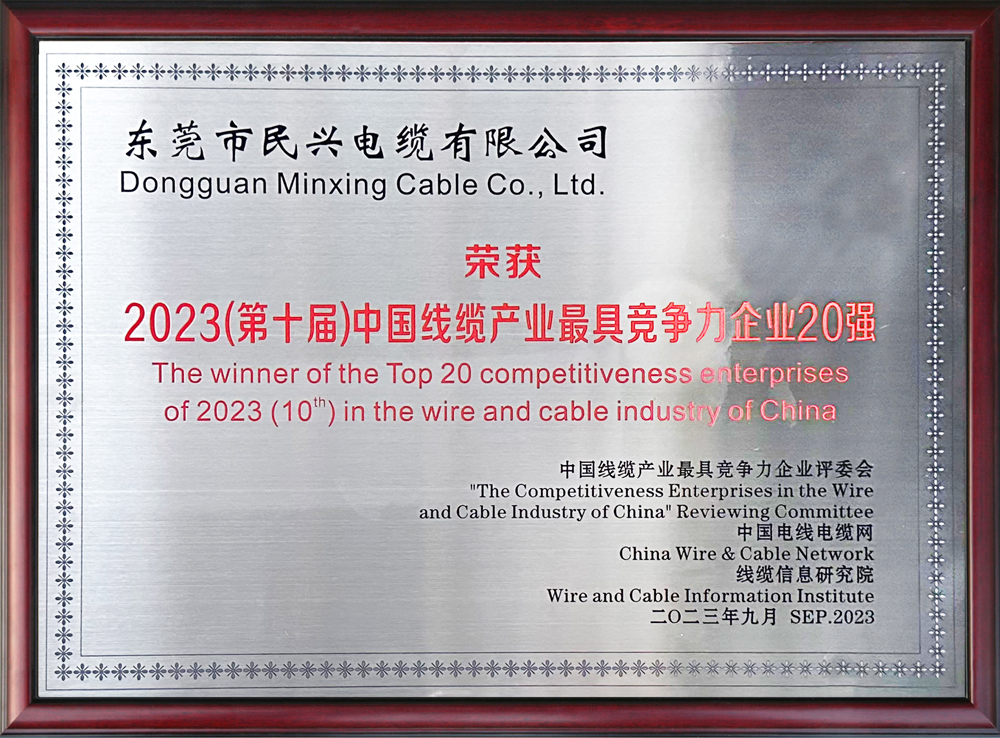 东莞市民兴电缆有限公司
Dongguan Minxing Cable Co., Ltd.
荣获
2023(第十届)中国线缆产业最具竞争力企业20强
The winner of the Top 20 competitiveness enterprises
of 2023 (10th) in the wire and cable industry of China
中国线缆产业最具竞争力企业评委会
"The Competitiveness Enterprises in the Wire
and Cable Industry of China" Reviewing Committee
中国电线电缆网
China Wire & Cable Network
线缆信息研究院
Wire and Cable Information Institute
二〇二三年九月 SEP.2023